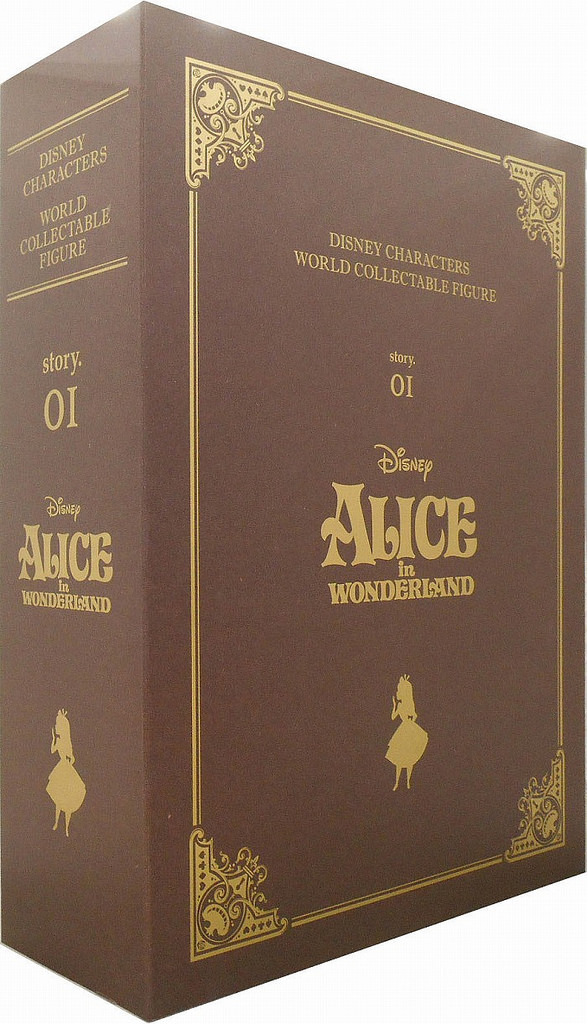 DISNEY
CHARACTERS
WORLD
COLLECTABLE
FIGURE
story.
01
Disney
ALICE
in
WONDERLAND
DISNEY CHARACTERS
WORLD COLLECTABLE FIGURE
story.
01
Disney
ALICE
in
WONDERLAND